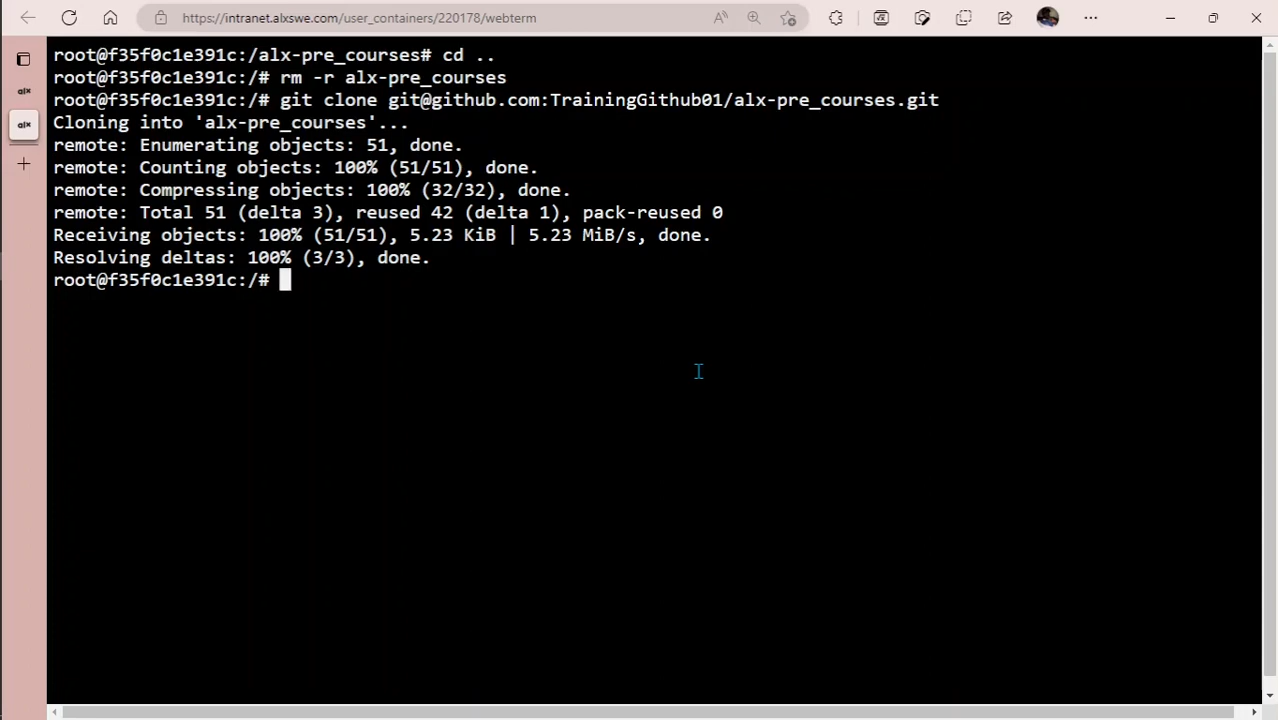 https://intranet.alxswe.com/user_containers/220178/webterm
root@f35f0c1e391c:/alx-pre_courses# cd ..
root@f35f0c1e391c:/# rm -r alx-pre_courses
root@f35f0c1e391c:/# git clone git@github.com:TrainingGithub01/alx-pre_courses.git
Cloning into 'alx-pre_courses'...
remote: Enumerating objects: 51, done.
remote: Counting objects: 100% (51/51), done.
remote: Compressing objects: 100% (32/32), done.
remote: Total 51 (delta 3), reused 42 (delta 1), pack-reused 0
Receiving objects: 100% (51/51), 5.23 KiB | 5.23 MiB/s, done.
Resolving deltas: 100% (3/3), done.
root@f35f0c1e391c:/#
alx
alx